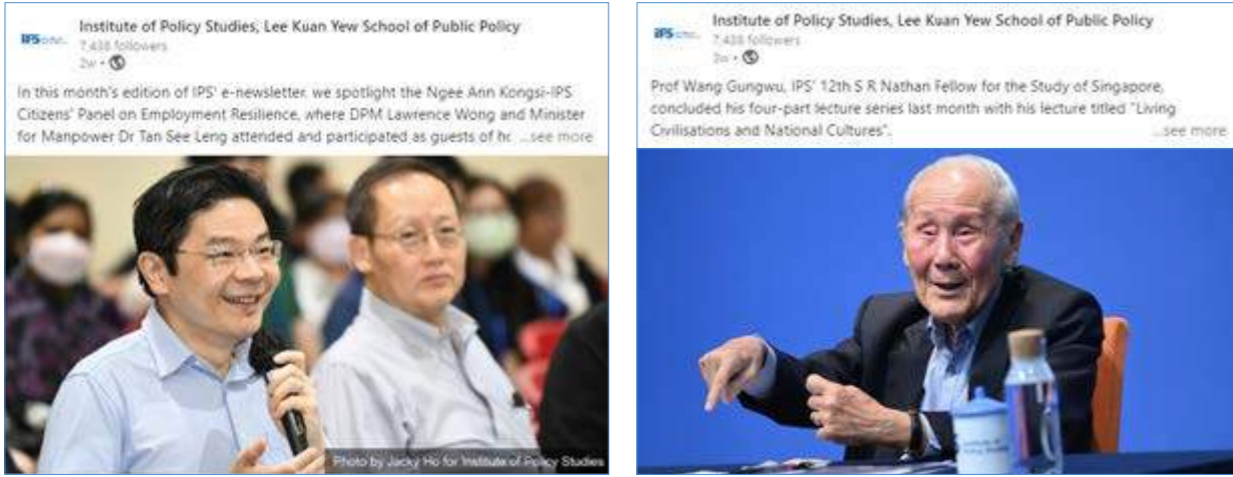 IPS
Institute of Policy Studies, Lee Kuan Yew School of Public Policy
7,438 followers
2w •
In this month's edition of IPS' e-newsletter, we spotlight the Ngee Ann Kongsi-IPS
Citizens' Panel on Employment Resilience, where DPM Lawrence Wong and Minister
for Manpower Dr Tan See Leng attended and participated as guests of hc ...see more
Photo by Jacky Ho for Institute of Policy Studies
IPS
Institute of Policy Studies, Lee Kuan Yew School of Public Policy
7,438 followers
2w •
Prof Wang Gungwu, IPS' 12th S R Nathan Fellow for the Study of Singapore,
concluded his four-part lecture series last month with his lecture titled "Living
Civilisations and National Cultures". ...see more